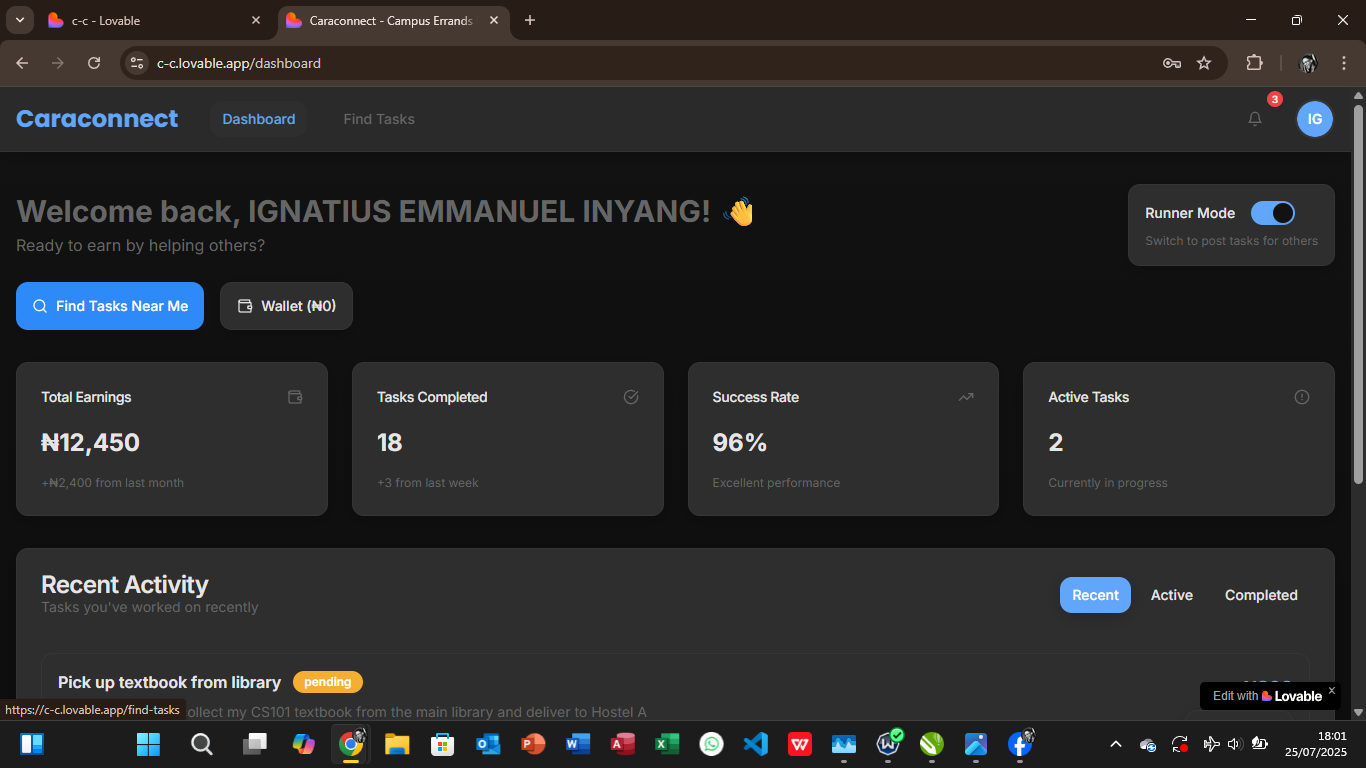 c-c - Lovable
Caraconnect - Campus Errands
c-c.lovable.app/dashboard
Caraconnect
Dashboard
Find Tasks
3
IG
Welcome back, IGNATIUS EMMANUEL INYANG! 👋
Ready to earn by helping others?
Runner Mode
Switch to post tasks for others
Find Tasks Near Me
Wallet (₦0)
Total Earnings
₦12,450
+₦2,400 from last month
Tasks Completed
18
+3 from last week
Success Rate
96%
Excellent performance
Active Tasks
2
Currently in progress
Recent Activity
Tasks you've worked on recently
Recent
Active
Completed
Pick up textbook from library
pending
ollect my CS101 textbook from the main library and deliver to Hostel A
Edit with Lovable
https://c-c.lovable.app/find-tasks
18:01
25/07/2025